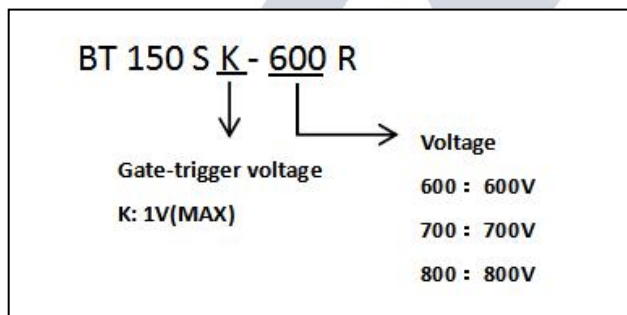 BT 150 S K - 600 R
Gate-trigger voltage
K: 1V(MAX)
Voltage
600： 600V
700： 700V
800： 800V